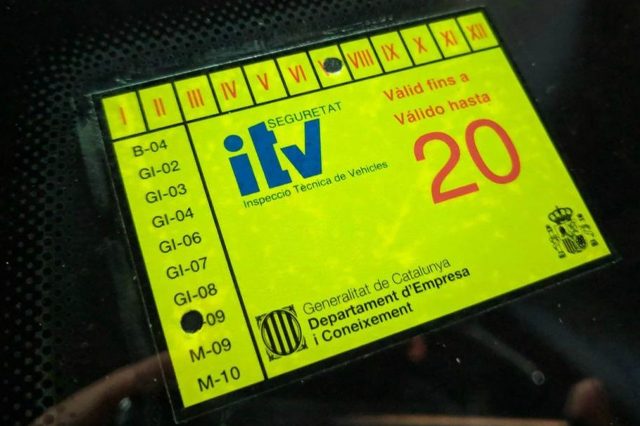 I II III IV V VI VIII IX X XI XII
B-04
GI-02
GI-03
GI-04
GI-06
GI-07
GI-08
-09
M-09
M-10
SEGURETAT
itv
Inspecció Tècnica de Vehicles
Vàlid fins a
Válido hasta
20
Generalitat de Catalunya
Departament d'Empresa
i Coneixement